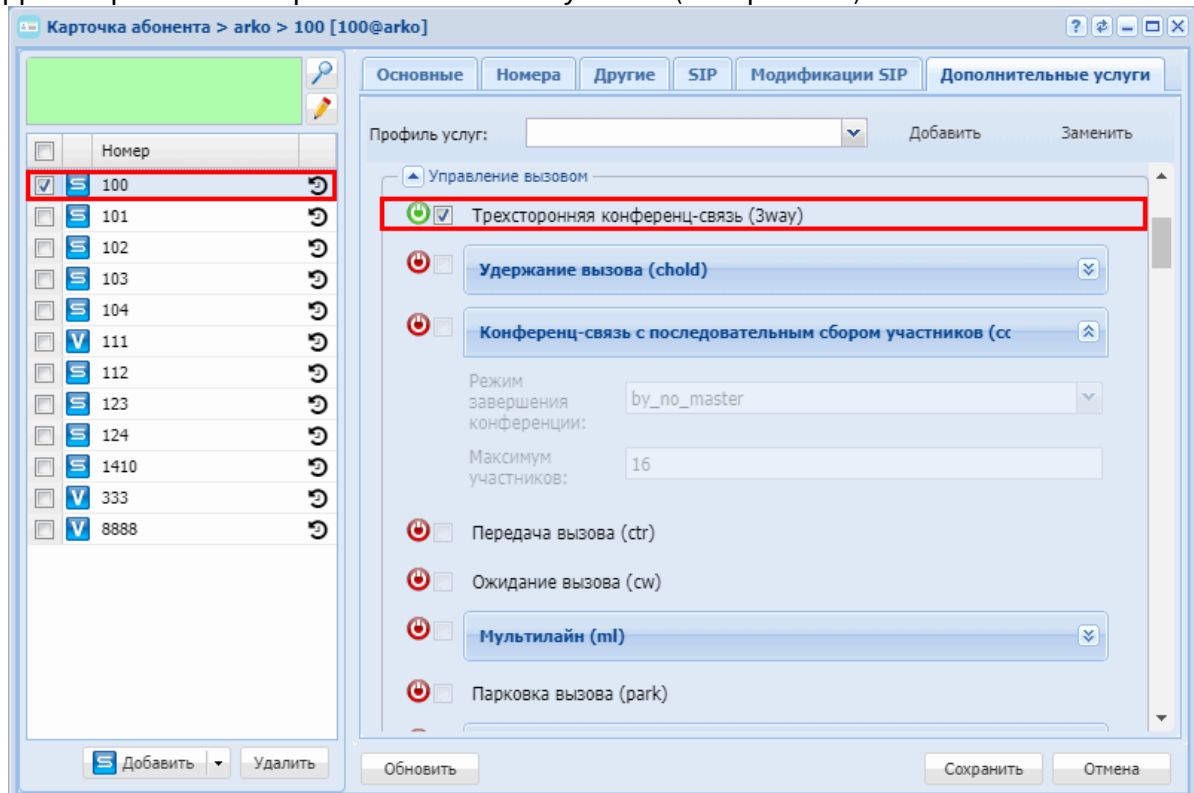 Карточка абонента > arko > 100 [100@arko]
Основные Номера Другие SIP Модификации SIP Дополнительные услуги
Профиль услуг: Добавить Заменить
Номер
100
101
102
103
104
111
112
123
124
1410
333
8888
Добавить Удалить
Управление вызовом
Трехсторонняя конференц-связь (3way)
Удержание вызова (chold)
Конференц-связь с последовательным сбором участников (cc
Режим
завершения
конференции:
by_no_master
Максимум
участников:
16
Передача вызова (ctr)
Ожидание вызова (cw)
Мультилайн (ml)
Парковка вызова (park)
Обновить Сохранить Отмена